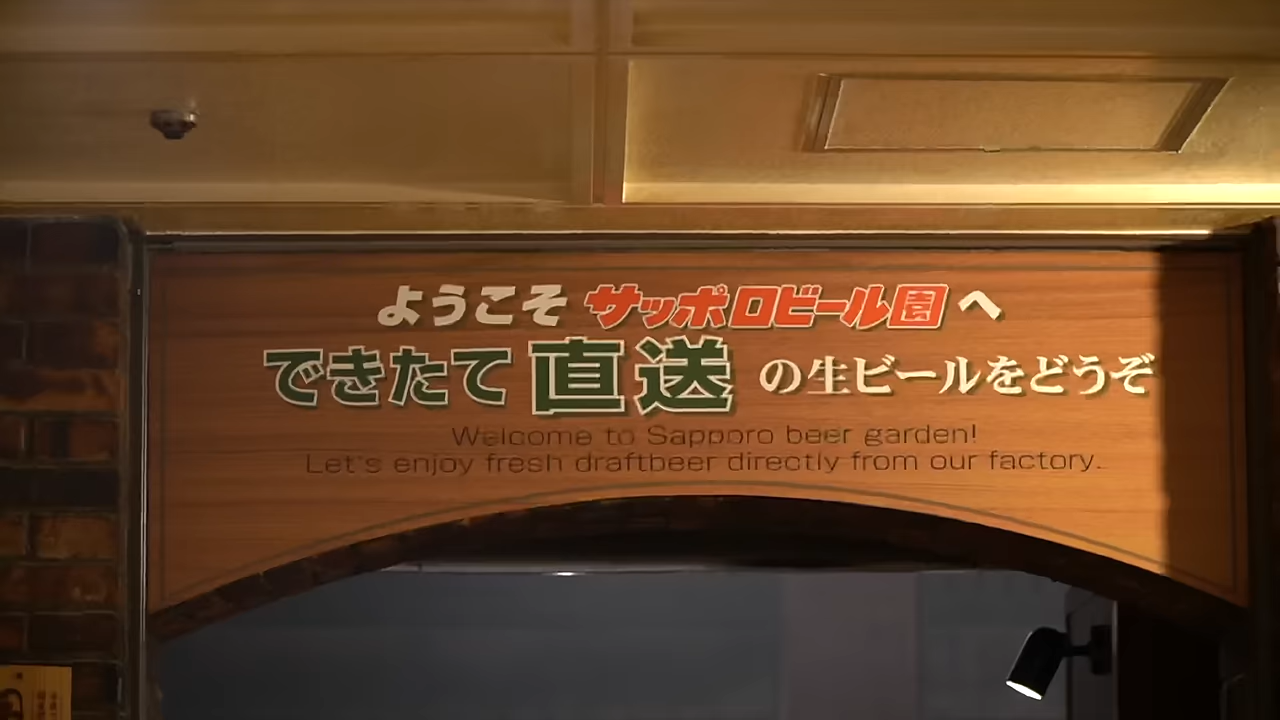 ようこそ サッポロビール園 へ
できたて 直送 の生ビールをどうぞ
Welcome to Sapporo beer garden!
Let's enjoy fresh draftbeer directly from our factory.